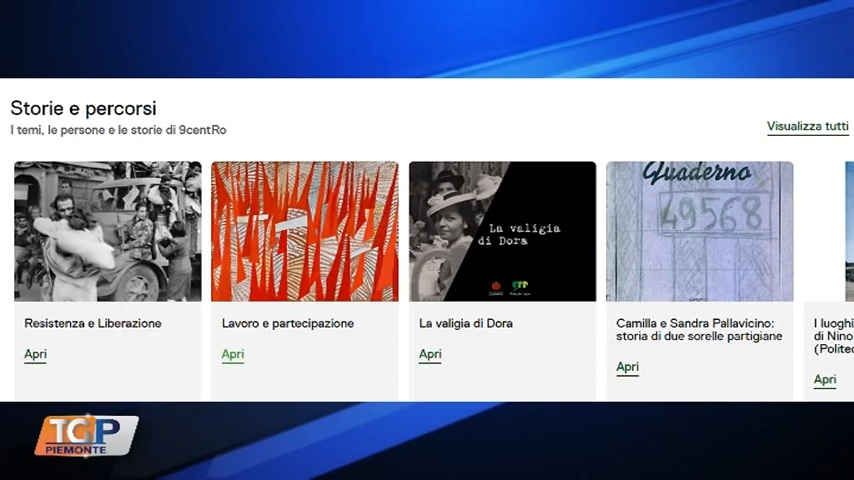 Storie e percorsi
I temi, le persone e le storie di 9centRo
Visualizza tutti
La valigia
di Dora
Quaderno
49568
Resistenza e Liberazione
Apri
Lavoro e partecipazione
Apri
La valigia di Dora
Apri
Camilla e Sandra Pallavicino:
storia di due sorelle partigiane
Apri
I luoghi
di Nino
(Politec
Apri
TGP
PIEMONTE